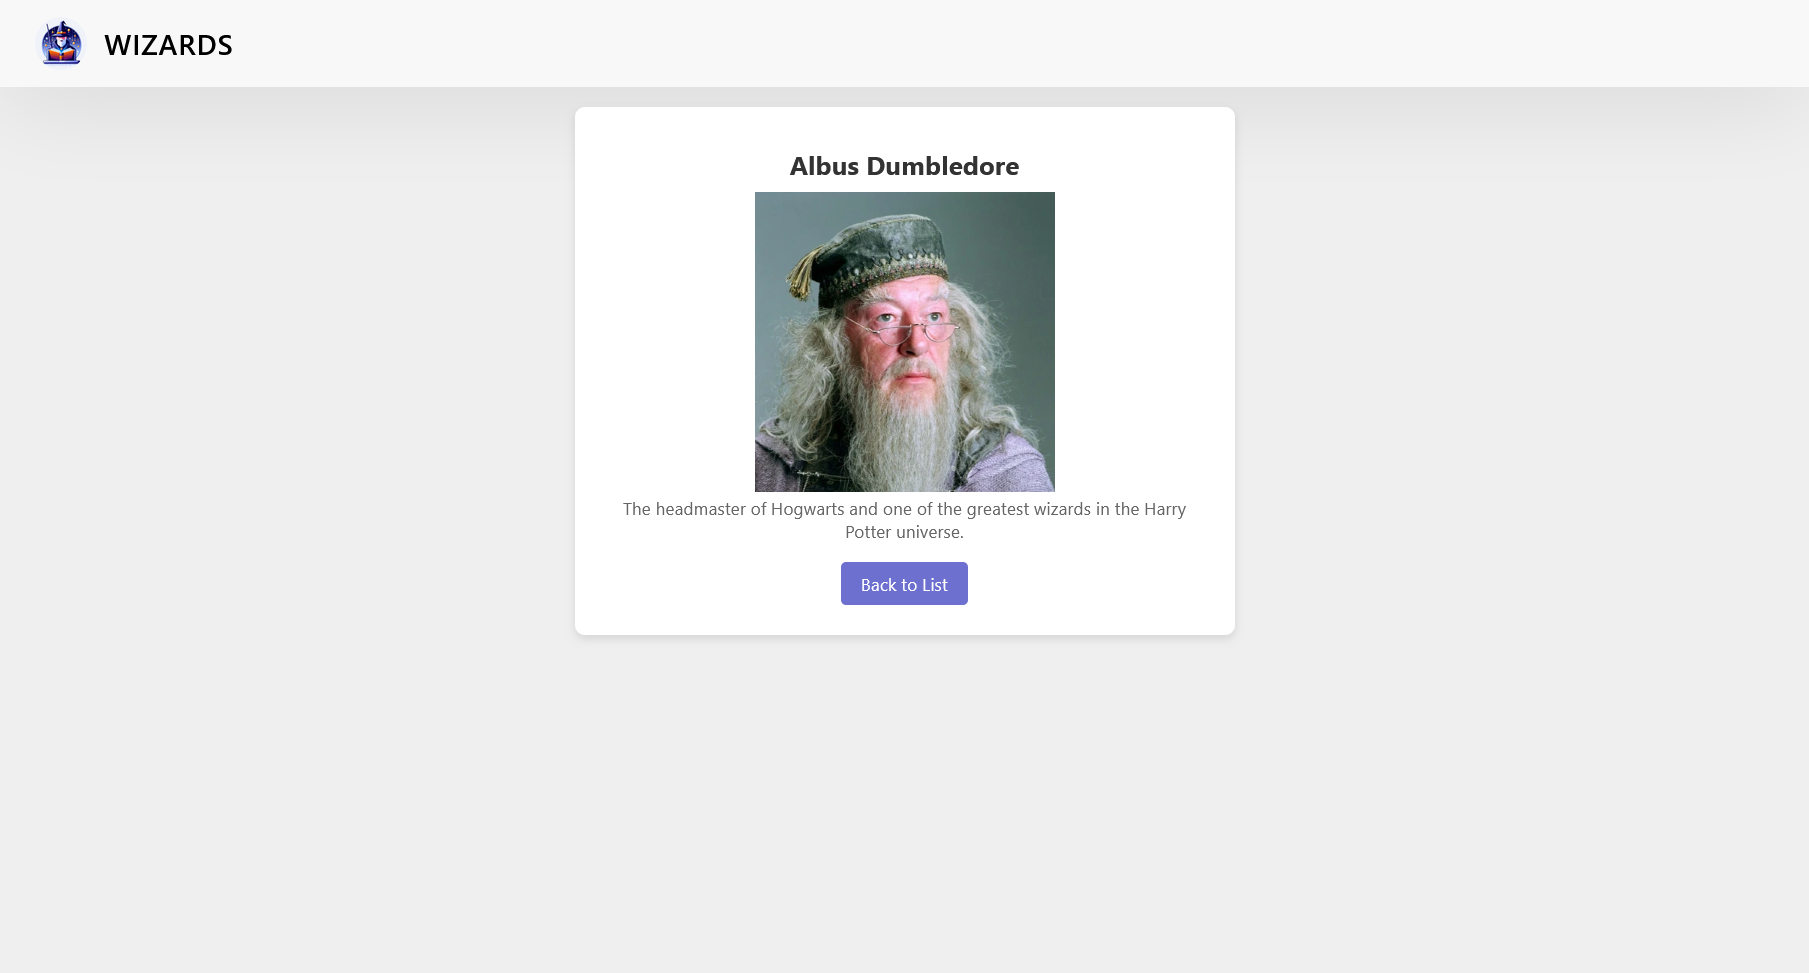 WIZARDS
Albus Dumbledore
The headmaster of Hogwarts and one of the greatest wizards in the Harry
Potter universe.
Back to List